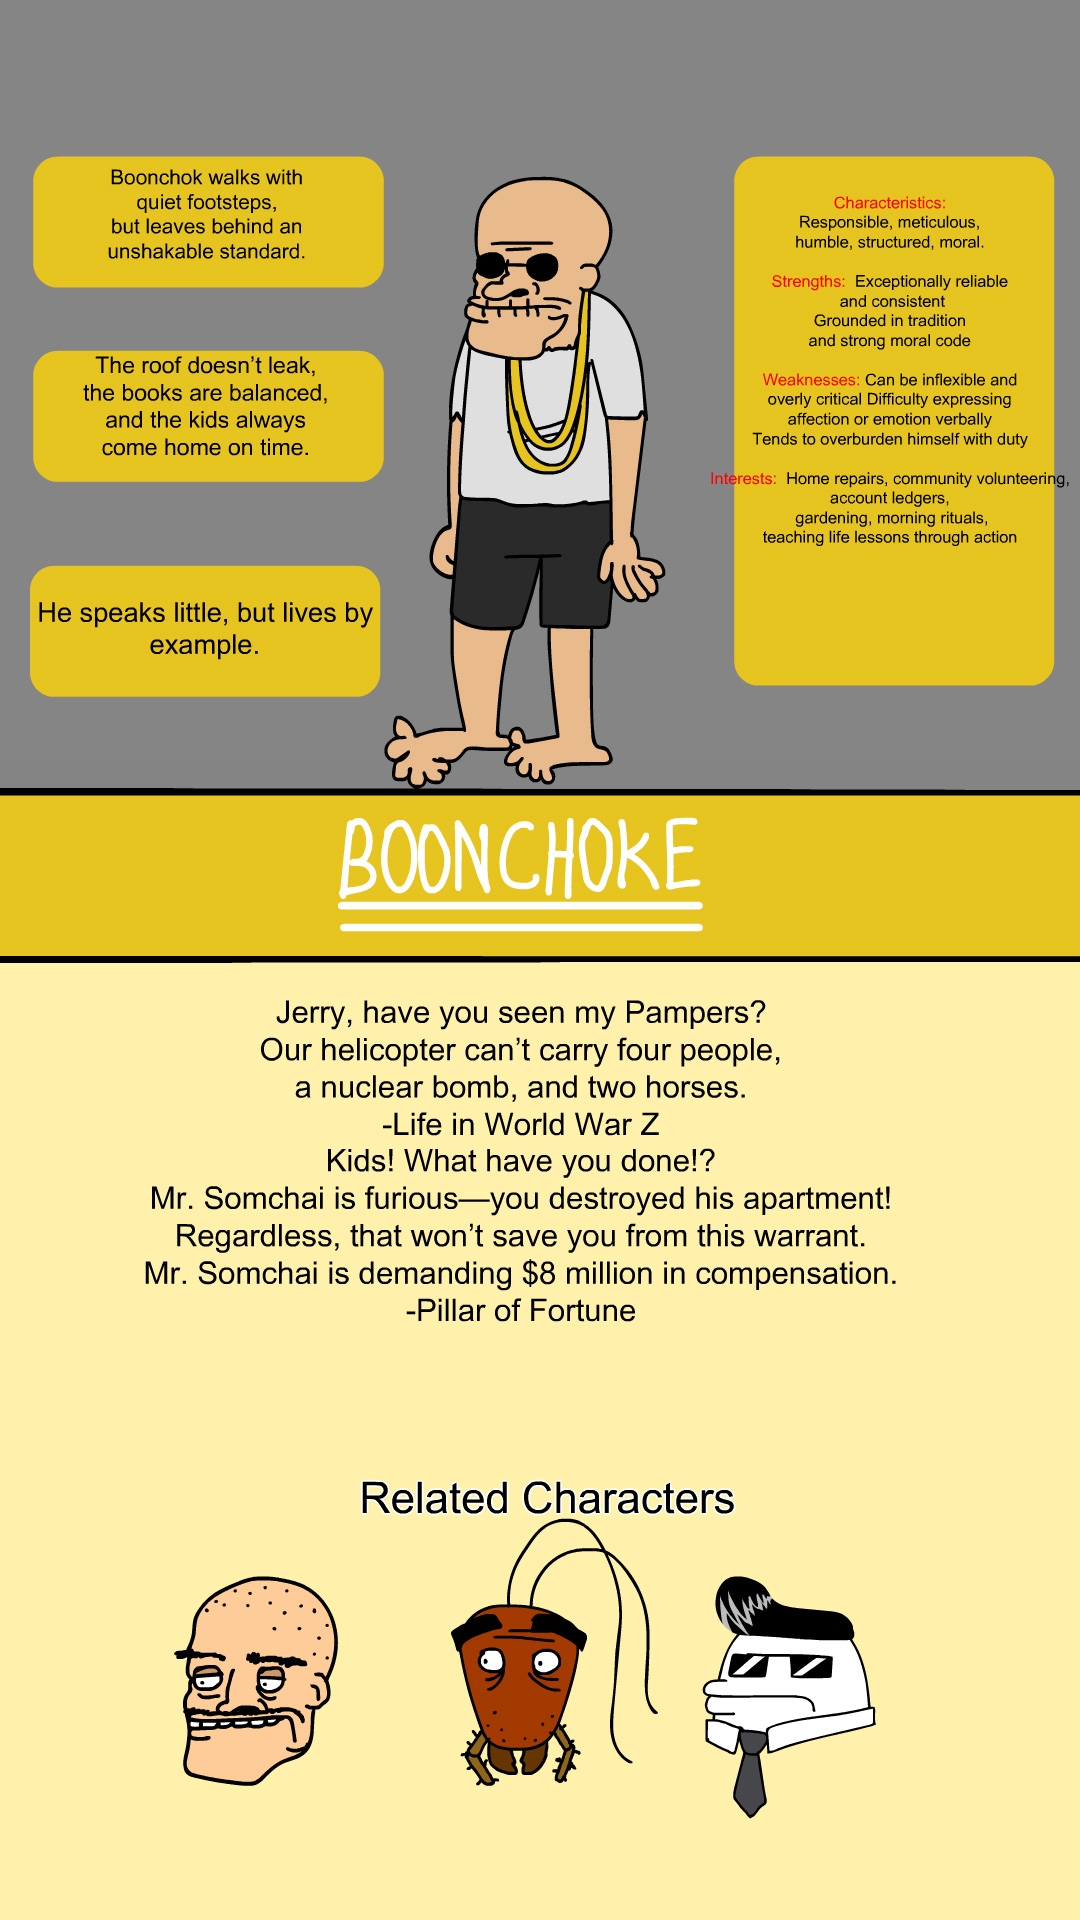 Boonchok walks with
quiet footsteps,
but leaves behind an
unshakable standard.
The roof doesn’t leak,
the books are balanced,
and the kids always
come home on time.
He speaks little, but lives by
example.
Characteristics:
Responsible, meticulous,
humble, structured, moral.
Strengths: Exceptionally reliable
and consistent
Grounded in tradition
and strong moral code
Weaknesses: Can be inflexible and
overly critical Difficulty expressing
affection or emotion verbally
Tends to overburden himself with duty
Interests: Home repairs, community volunteering,
account ledgers,
gardening, morning rituals,
teaching life lessons through action
BOONCHOKE
Jerry, have you seen my Pampers?
Our helicopter can’t carry four people,
a nuclear bomb, and two horses.
-Life in World War Z
Kids! What have you done!?
Mr. Somchai is furious—you destroyed his apartment!
Regardless, that won’t save you from this warrant.
Mr. Somchai is demanding $8 million in compensation.
-Pillar of Fortune
Related Characters